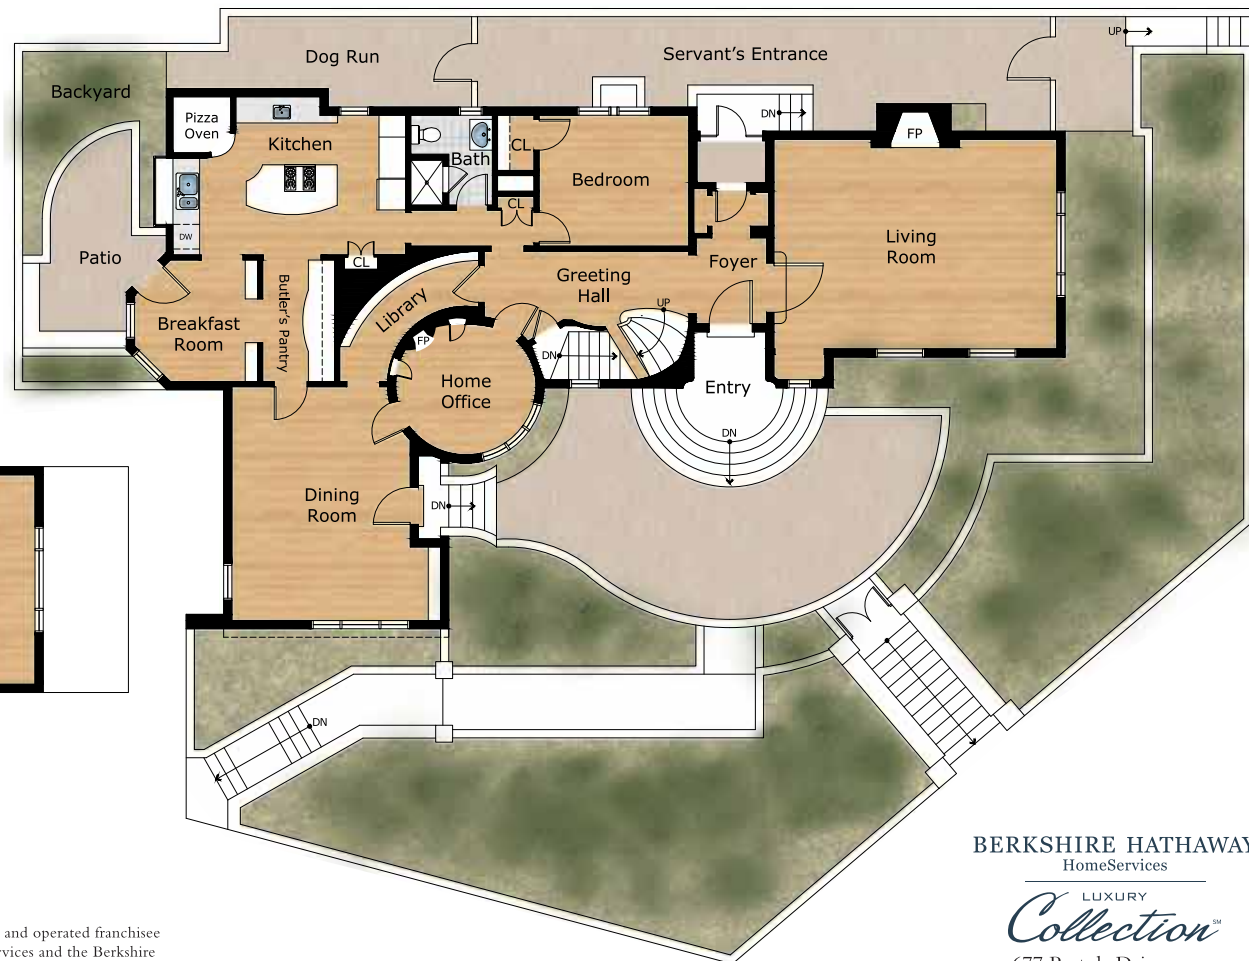 UP
Dog Run
Servant's Entrance
Backyard
Pizza
Oven
DN
FP
Kitchen
CL
Bath
Bedroom
CL
DW
Living
Room
Patio
CL
Foyer
Greeting
Hall
Butler's Pantry
Library
UP
Breakfast
Room
FP
DN
Home
Office
Entry
DN
Dining
Room
DN
DN
BERKSHIRE HATHAWAY
HomeServices
LUXURY
Collection SM
and operated franchisee
vices and the Berkshire